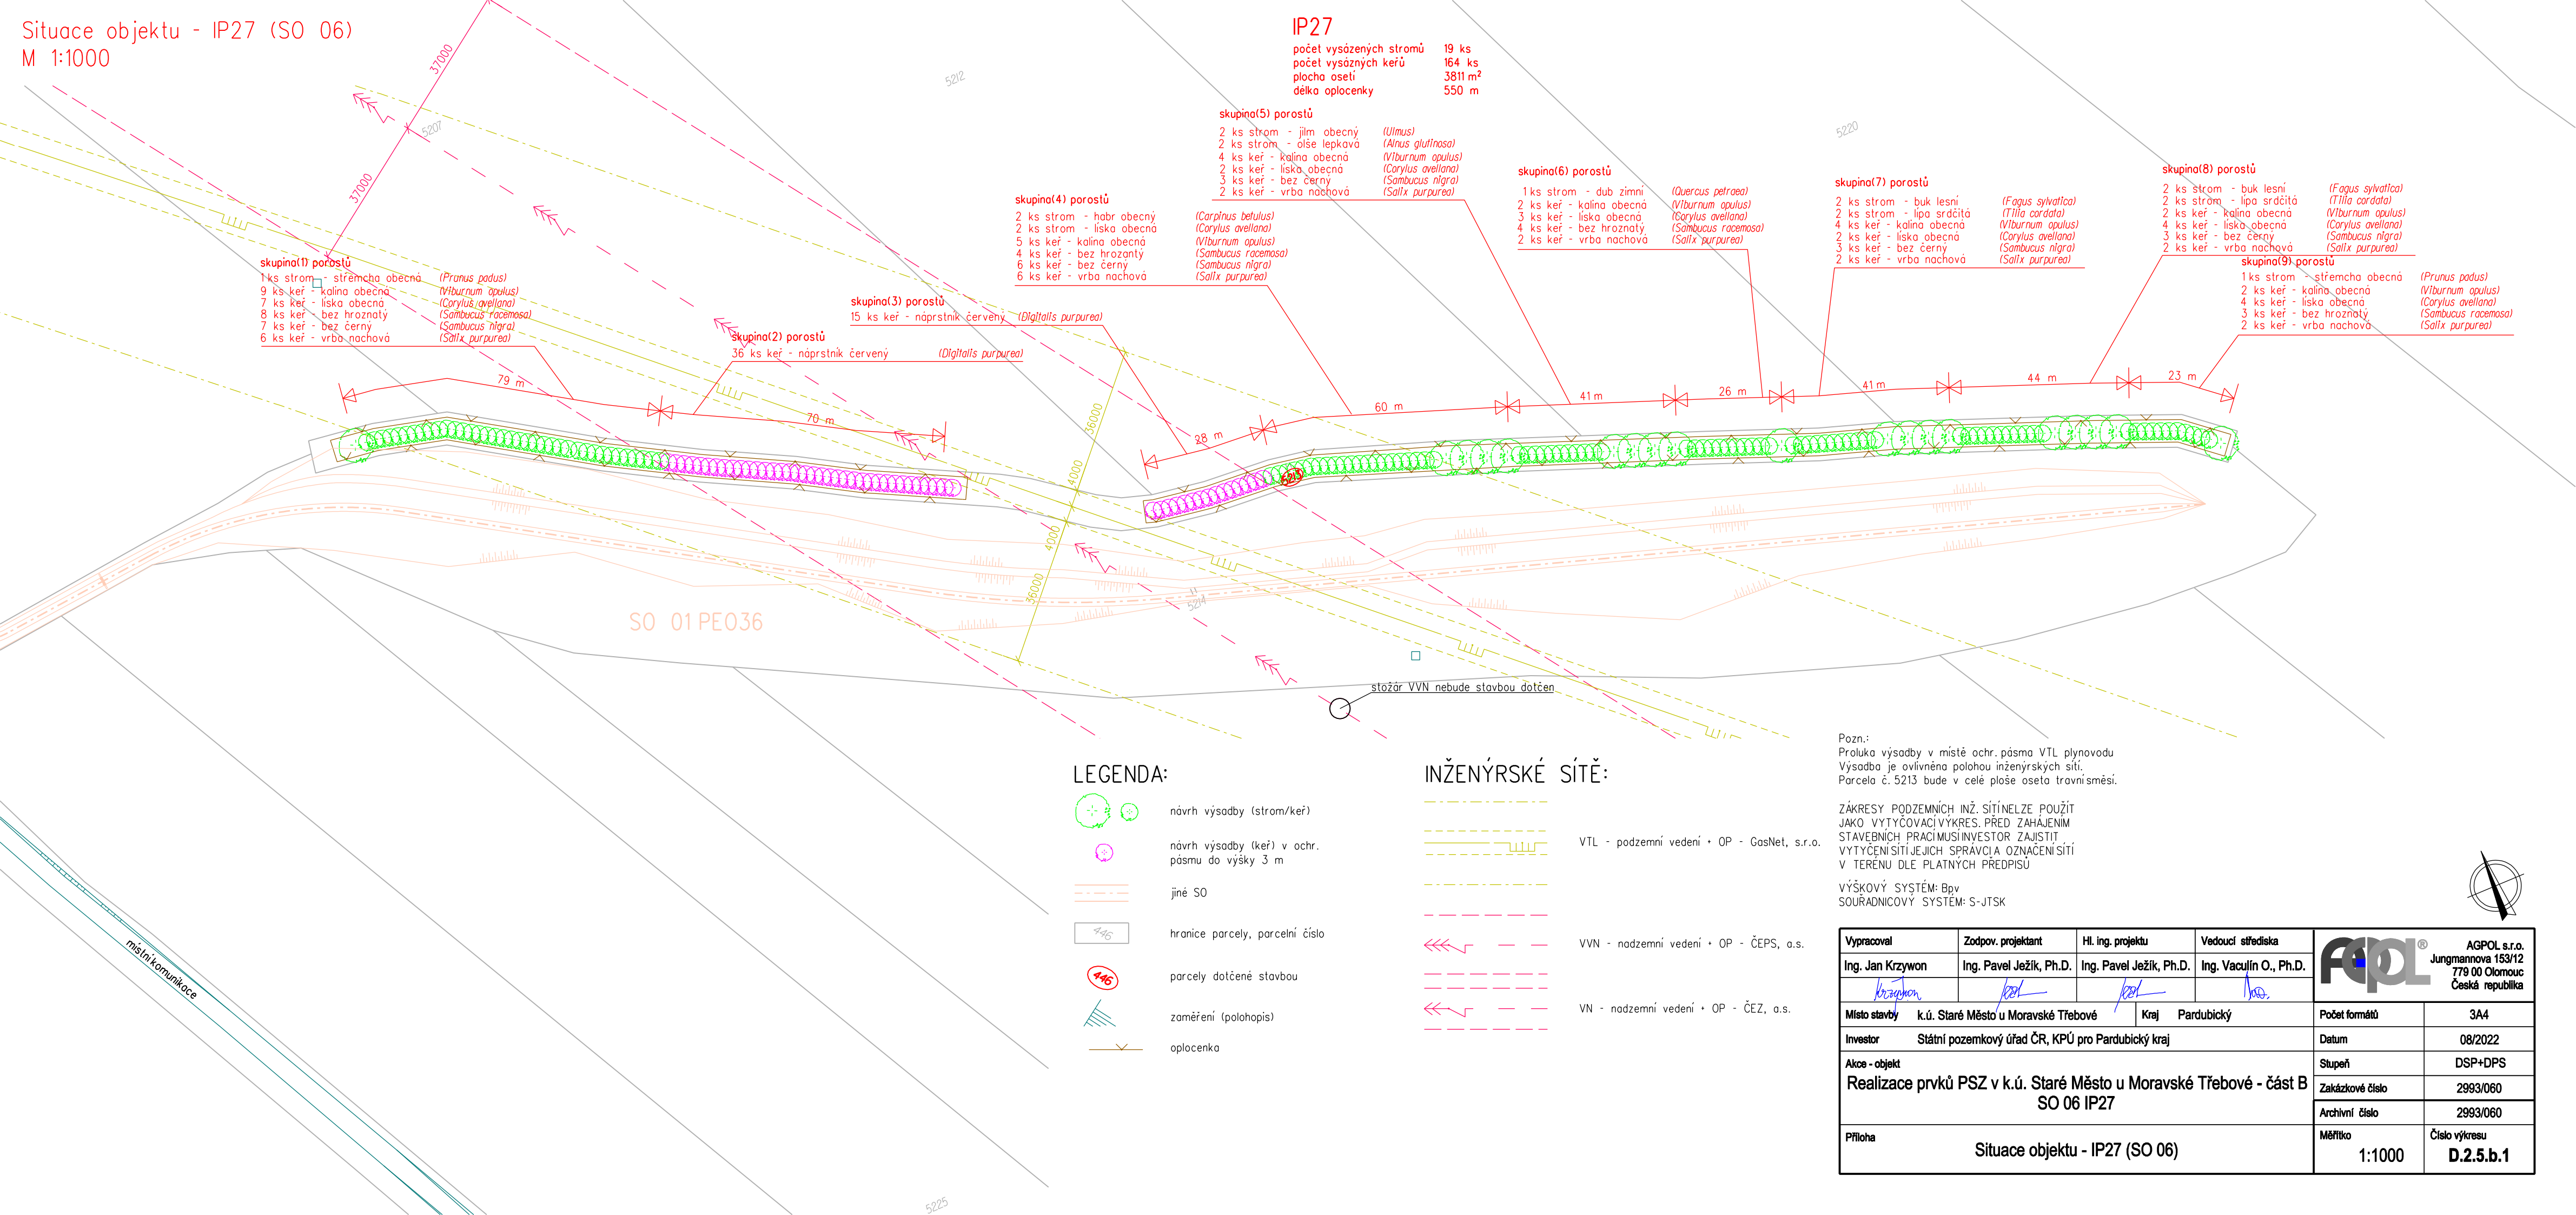 Situace objektu - IP27 (SO 06)
M 1:1000
37000
37000
5207
5212
5220
IP27
počet vysázených stromů 19 ks
počet vysázných keřů 164 ks
plocha osetí 3811 m²
délka oplocenky 550 m
skupina(1) porostů
1 ks strom - střemcha obecná (Prunus padus)
9 ks keř - kalina obecná (Viburnum opulus)
7 ks keř - líska obecná (Corylus avellana)
8 ks keř - bez hroznatý (Sambucus racemosa)
7 ks keř - bez černý (Sambucus nigra)
6 ks keř - vrba nachová (Salix purpurea)
skupina(2) porostů
36 ks keř - náprstník červený (Digitalis purpurea)
skupina(3) porostů
15 ks keř - náprstník červený (Digitalis purpurea)
skupina(4) porostů
2 ks strom - habr obecný (Carpinus betulus)
2 ks strom - líska obecná (Corylus avellana)
5 ks keř - kalina obecná (Viburnum opulus)
4 ks keř - bez hrozantý (Sambucus racemosa)
6 ks keř - bez černý (Sambucus nigra)
6 ks keř - vrba nachová (Salix purpurea)
skupina(5) porostů
2 ks strom - jilm obecný (Ulmus)
2 ks strom - olše lepkavá (Alnus glutinosa)
4 ks keř - kalina obecná (Viburnum opulus)
2 ks keř - líska obecná (Corylus avellana)
3 ks keř - bez černý (Sambucus nigra)
2 ks keř - vrba nachová (Salix purpurea)
skupina(6) porostů
1 ks strom - dub zimní (Quercus petraea)
2 ks keř - kalina obecná (Viburnum opulus)
3 ks keř - líska obecná (Corylus avellana)
4 ks keř - bez hroznatý (Sambucus racemosa)
2 ks keř - vrba nachová (Salix purpurea)
skupina(7) porostů
2 ks strom - buk lesní (Fagus sylvatica)
2 ks strom - lípa srdčitá (Tilia cordata)
4 ks keř - kalina obecná (Viburnum opulus)
2 ks keř - líska obecná (Corylus avellana)
3 ks keř - bez černý (Sambucus nigra)
2 ks keř - vrba nachová (Salix purpurea)
skupina(8) porostů
2 ks strom - buk lesní (Fagus sylvatica)
2 ks strom - lípa srdčitá (Tilia cordata)
2 ks keř - kalina obecná (Viburnum opulus)
4 ks keř - líska obecná (Corylus avellana)
3 ks keř - bez černý (Sambucus nigra)
2 ks keř - vrba nachová (Salix purpurea)
skupina(9) porostů
1 ks strom - střemcha obecná (Prunus padus)
2 ks keř - kalina obecná (Viburnum opulus)
4 ks keř - líska obecná (Corylus avellana)
3 ks keř - bez hroznatý (Sambucus racemosa)
2 ks keř - vrba nachová (Salix purpurea)
79 m
70 m
28 m
60 m
41 m
26 m
41 m
44 m
23 m
36000
4000
4000
36000
5213
5214
SO 01 PEO36
stožár VVN nebude stavbou dotčen
místní komunikace
5225
LEGENDA:
návrh výsadby (strom/keř)
návrh výsadby (keř) v ochr.
pásmu do výšky 3 m
jiné SO
446
hranice parcely, parcelní číslo
446
parcely dotčené stavbou
zaměření (polohopis)
oplocenka
INŽENÝRSKÉ SÍTĚ:
VTL - podzemní vedení + OP - GasNet, s.r.o.
VVN - nadzemní vedení + OP - ČEPS, a.s.
VN - nadzemní vedení + OP - ČEZ, a.s.
Pozn.:
Proluka výsadby v místě ochr. pásma VTL plynovodu
Výsadba je ovlivněna polohou inženýrských sítí.
Parcela č. 5213 bude v celé ploše oseta travní směsí.
ZÁKRESY PODZEMNÍCH INŽ. SÍTÍ NELZE POUŽÍT
JAKO VYTYČOVACÍ VÝKRES. PŘED ZAHÁJENÍM
STAVEBNÍCH PRACÍ MUSÍ INVESTOR ZAJISTIT
VYTYČENÍ SÍTÍ JEJICH SPRÁVCI A OZNAČENÍ SÍTÍ
V TERÉNU DLE PLATNÝCH PŘEDPISŮ
VÝŠKOVÝ SYSTÉM: Bpv
SOUŘADNICOVÝ SYSTÉM: S-JTSK
Vypracoval Zodpov. projektant Hl. ing. projektu Vedoucí střediska
Ing. Jan Krzywon Ing. Pavel Ježík, Ph.D. Ing. Pavel Ježík, Ph.D. Ing. Vaculín O., Ph.D.
AGPOL®
AGPOL s.r.o.
Jungmannova 153/12
779 00 Olomouc
Česká republika
Místo stavby k.ú. Staré Město u Moravské Třebové Kraj Pardubický
Počet formátů 3A4
Investor Státní pozemkový úřad ČR, KPÚ pro Pardubický kraj
Datum 08/2022
Akce - objekt
Realizace prvků PSZ v k.ú. Staré Město u Moravské Třebové - část B
SO 06 IP27
Stupeň DSP+DPS
Zakázkové číslo 2993/060
Archivní číslo 2993/060
Příloha
Situace objektu - IP27 (SO 06)
Měřítko
1:1000
Číslo výkresu
D.2.5.b.1